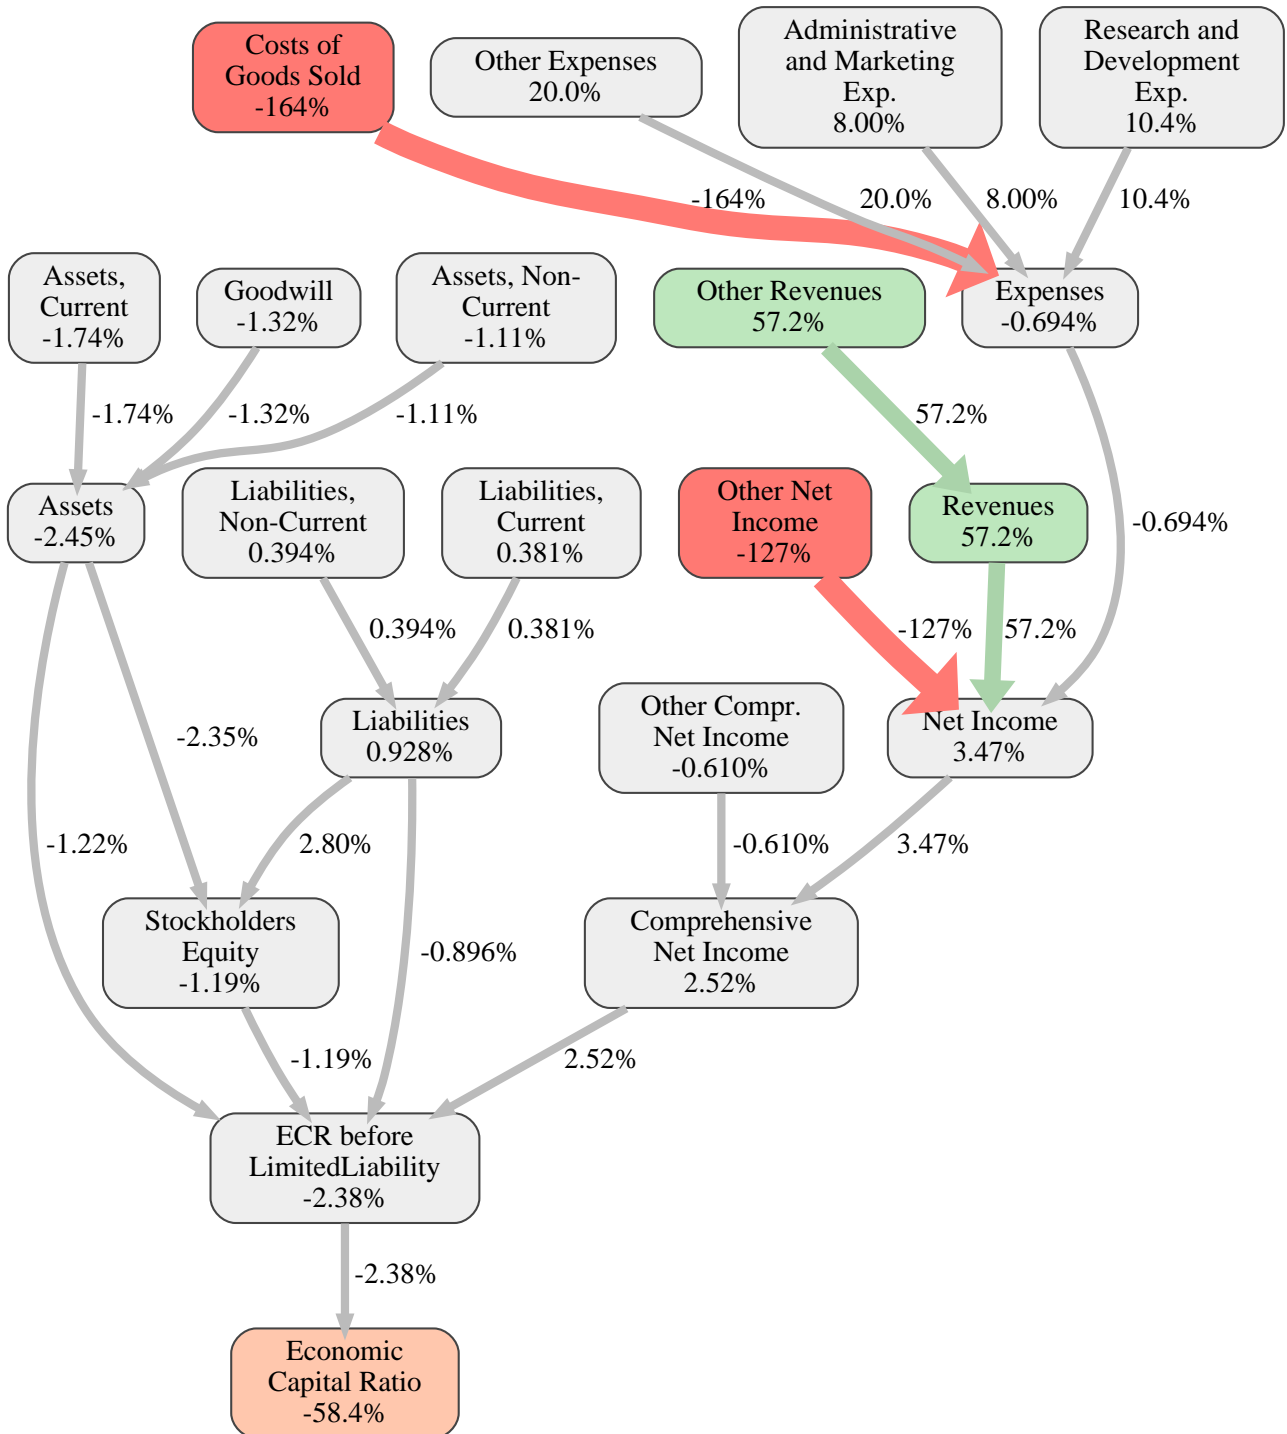 Costs of
Goods Sold
-164%
Other Expenses
20.0%
Administrative
and Marketing
Exp.
8.00%
Research and
Development
Exp.
10.4%
-164%
20.0%
8.00%
10.4%
Assets,
Current
-1.74%
Goodwill
-1.32%
Assets, Non-
Current
-1.11%
Other Revenues
57.2%
Expenses
-0.694%
-1.74%
-1.32%
-1.11%
57.2%
Assets
-2.45%
Liabilities,
Non-Current
0.394%
Liabilities,
Current
0.381%
Other Net
Income
-127%
Revenues
57.2%
-0.694%
0.394%
0.381%
-127%
57.2%
-2.35%
Liabilities
0.928%
Other Compr.
Net Income
-0.610%
Net Income
3.47%
-1.22%
2.80%
-0.610%
3.47%
Stockholders
Equity
-1.19%
-0.896%
Comprehensive
Net Income
2.52%
-1.19%
2.52%
ECR before
LimitedLiability
-2.38%
-2.38%
Economic
Capital Ratio
-58.4%